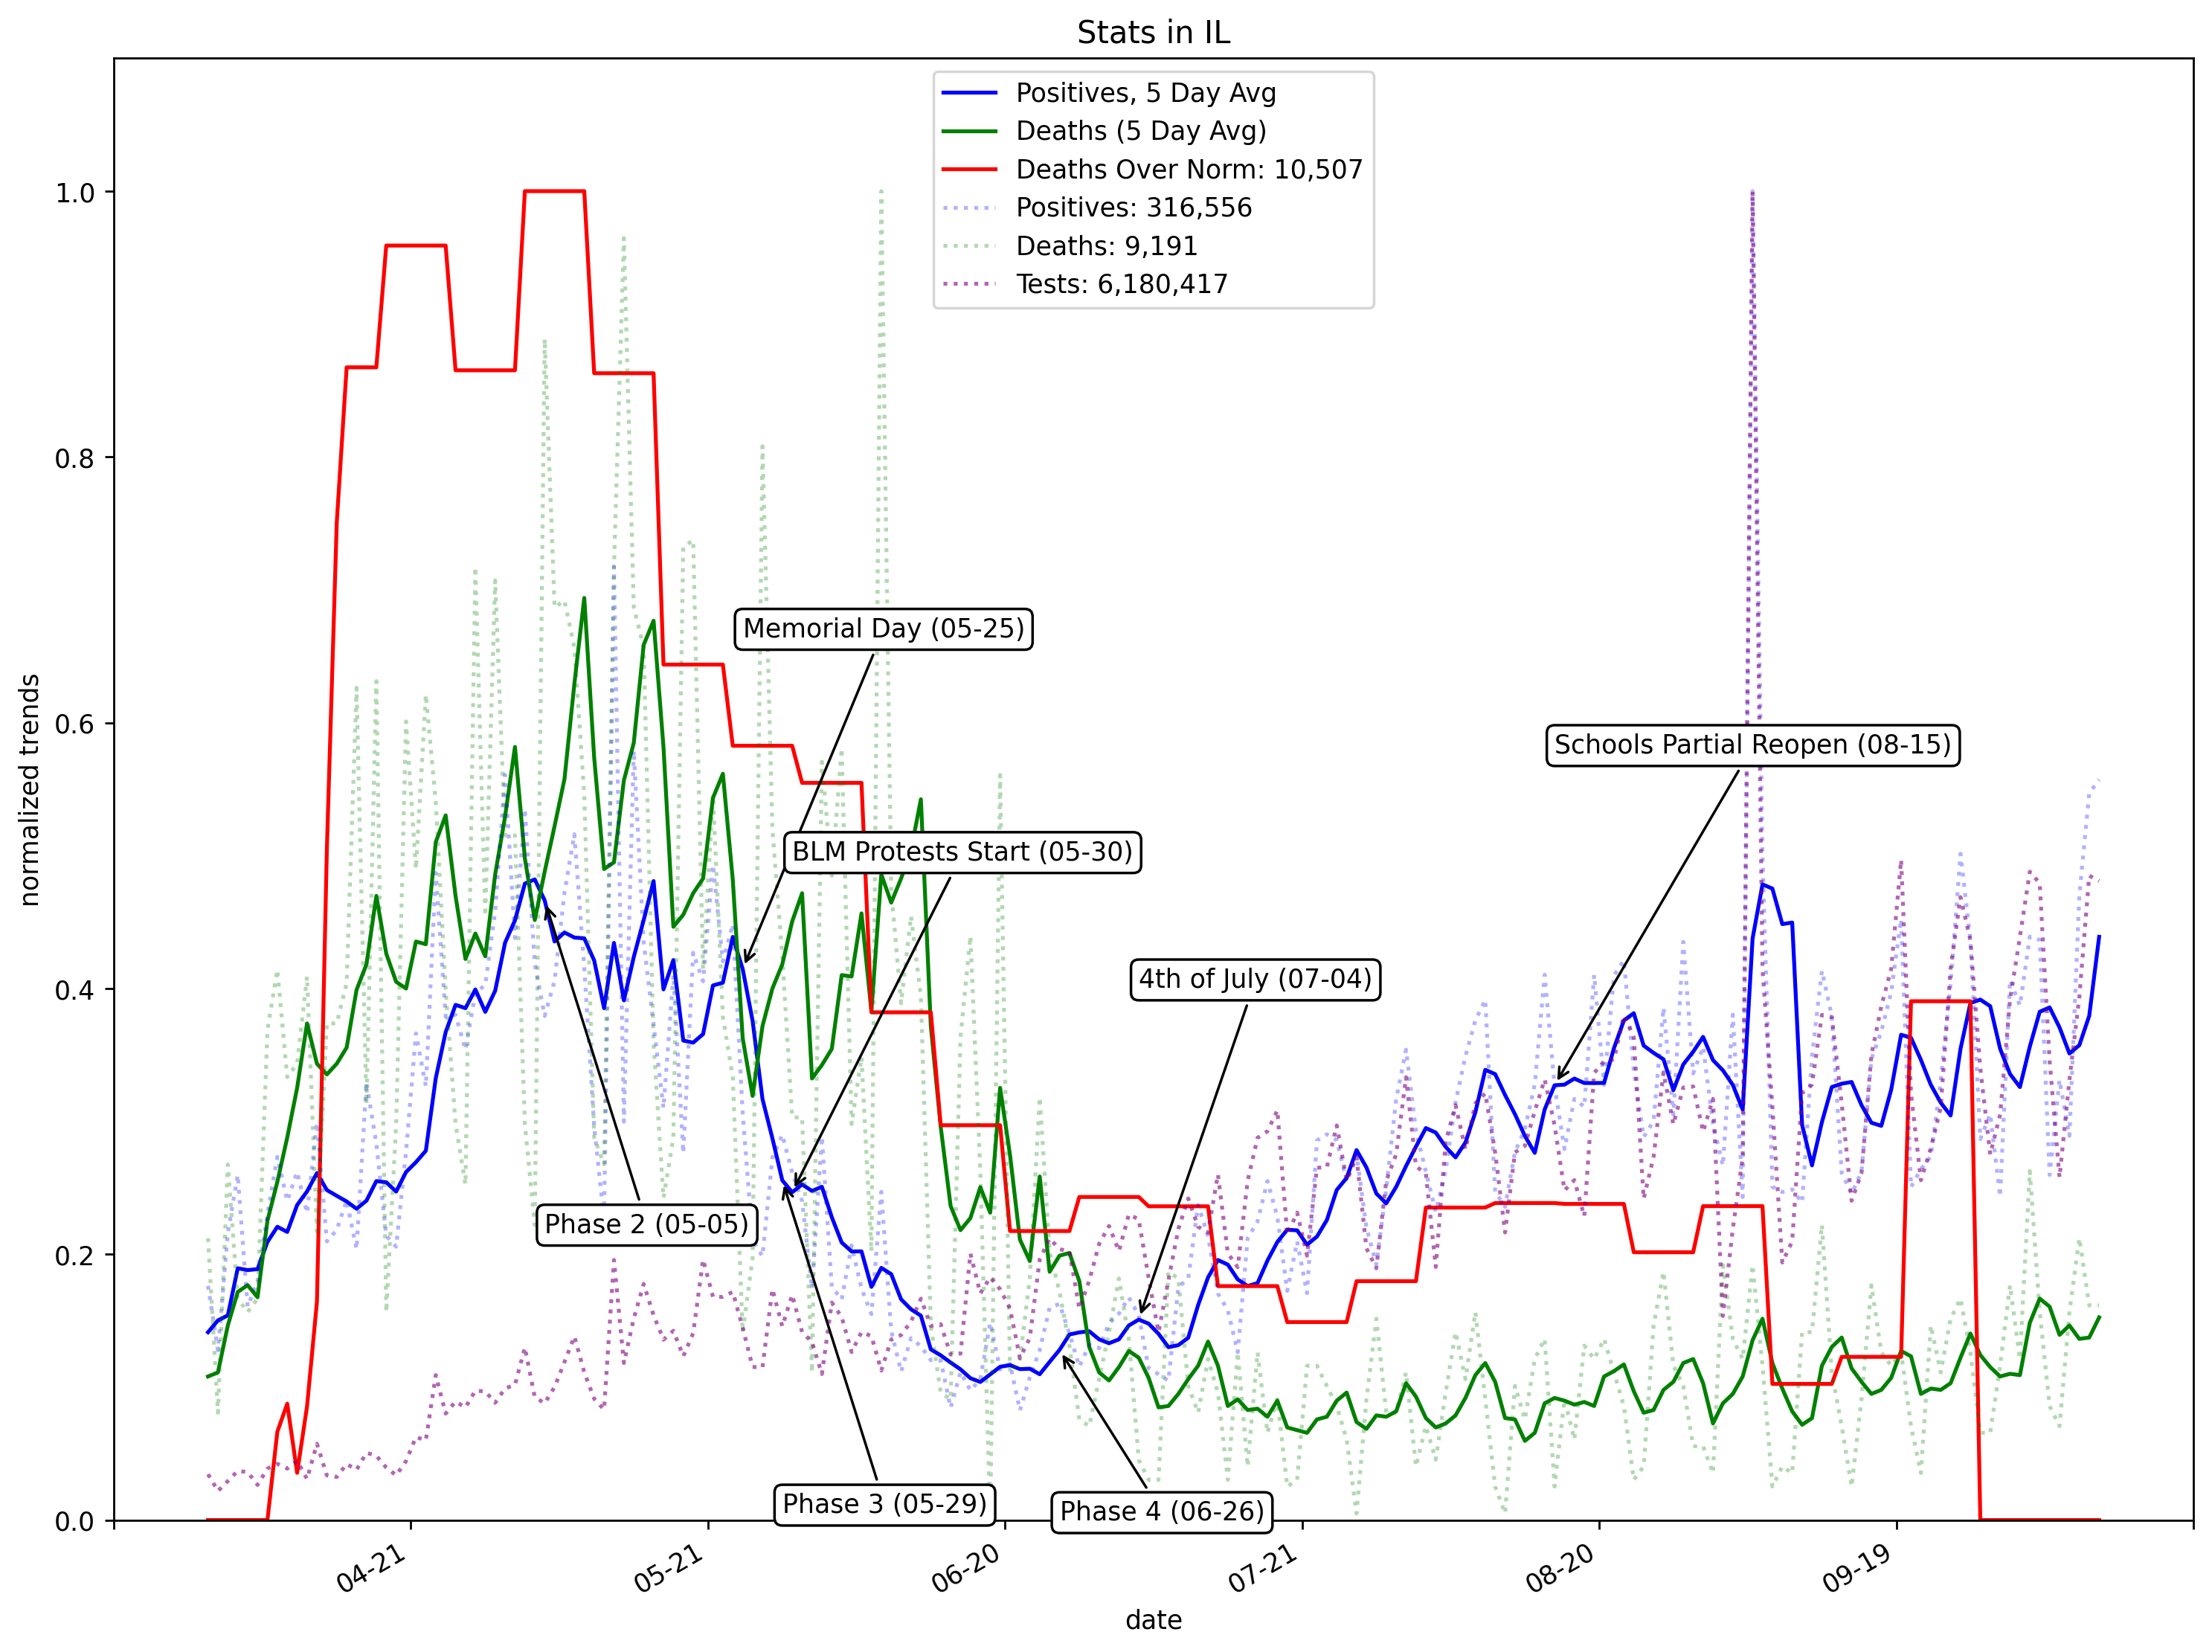 Stats in IL
Positives, 5 Day Avg
Deaths (5 Day Avg)
Deaths Over Norm: 10,507
Positives: 316,556
Deaths: 9,191
Tests: 6,180,417
1.0
0.8
0.6
0.4
0.2
0.0
normalized trends
Memorial Day (05-25)
Schools Partial Reopen (08-15)
BLM Protests Start (05-30)
4th of July (07-04)
Phase 2 (05-05)
Phase 3 (05-29)
Phase 4 (06-26)
04-21
05-21
06-20
07-21
08-20
09-19
date